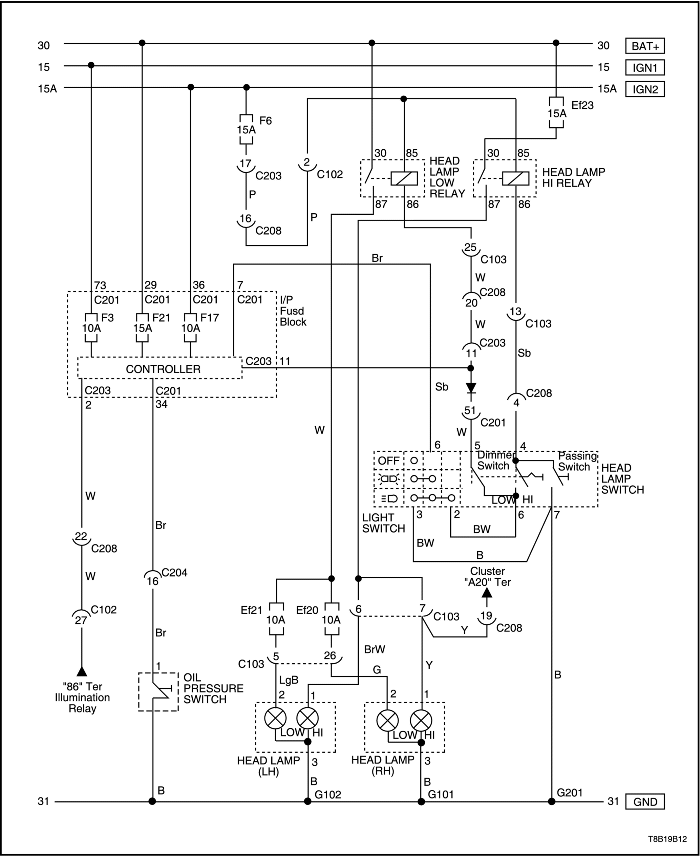 30 30 BAT+
15 15 IGN1
15A 15A IGN2
F6
15A
Ef23
15A
17
C203
2
C102
P
16
C208
P
30 85
HEAD
LAMP
LOW
RELAY
87 86
30 85
HEAD LAMP
HI RELAY
87 86
25
C103
W
C208
20
W
C203
11
13
C103
Sb
C208
4
Br
73 29 36 7
C201 C201 C201 C201
I/P
Fusd
Block
F3
10A
F21
15A
F17
10A
CONTROLLER
C203 11
C203 C201
2 34
Sb
51
C201
W
W
6 5 4
OFF
Dimmer
Switch
Passing
Switch
HEAD
LAMP
SWITCH
LOW HI
LIGHT
SWITCH
3 2 6 7
BW
BW
B
W
Br
22
C208
W
C204
16
C102
27
Br
"86" Ter
Illumination
Relay
1
OIL
PRESSURE
SWITCH
B
Cluster
"A20" Ter
19
C208
Y
Ef21
10A
Ef20
10A
6 7
C103
BrW
C103 5 26
LgB
G
Y
B
2 1
LOW HI
HEAD LAMP
(LH)
3
B
2 1
LOW HI
HEAD LAMP
(RH)
3
B
G102 G101 G201
31 31 GND
T8B19B12